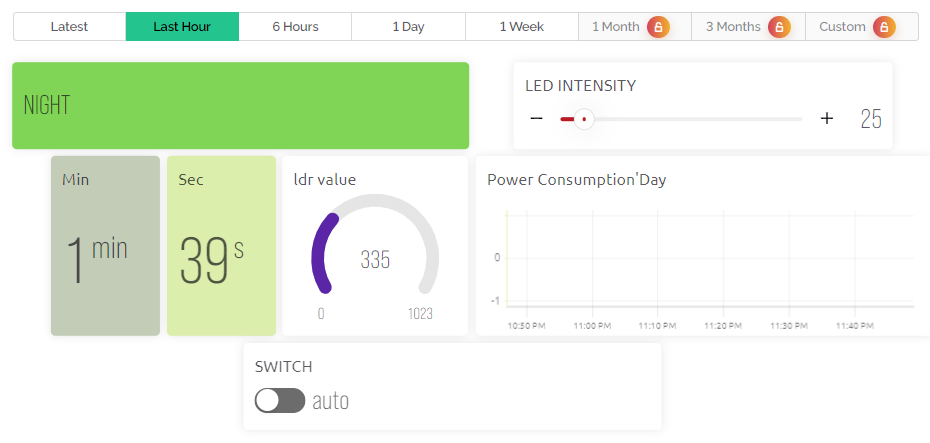 Latest Last Hour 6 Hours 1 Day 1 Week 1 Month 3 Months Custom
NIGHT
LED INTENSITY
− + 25
Min
1 min
Sec
39 s
ldr value
335
0 1023
Power Consumption'Day
0
-1
10:50 PM 11:00 PM 11:10 PM 11:20 PM 11:30 PM 11:40 PM
SWITCH
auto